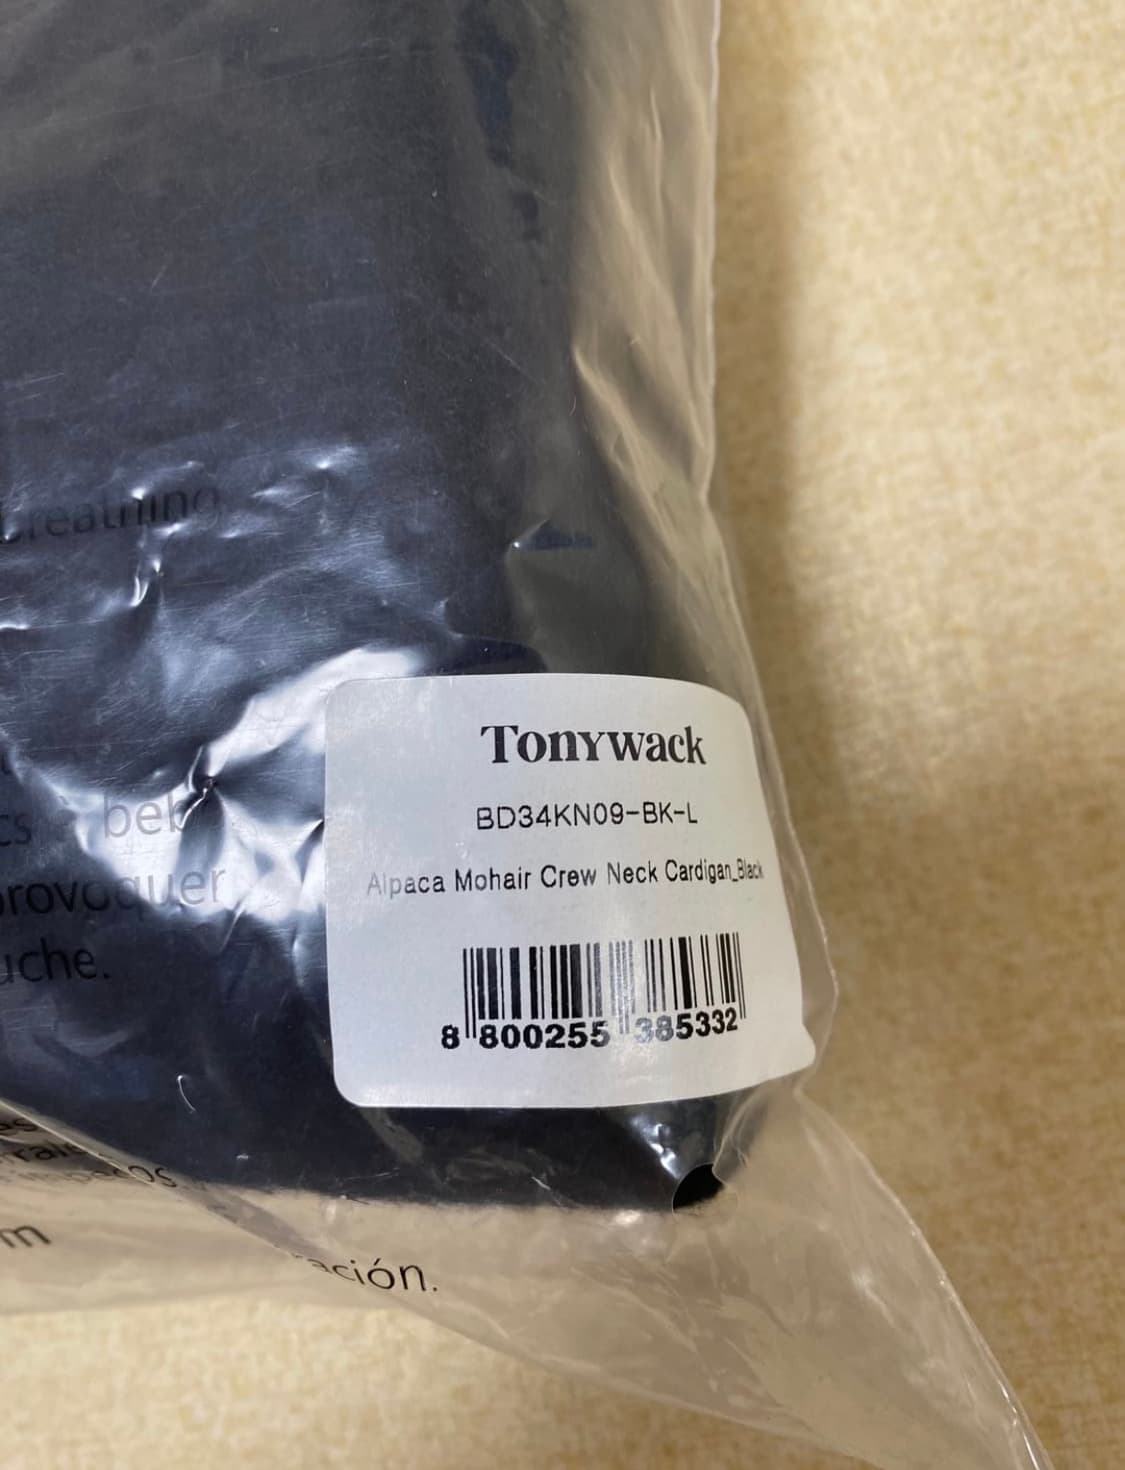 breathing.
beb
provoquer
uche.
Tonywack
BD34KN09-BK-L
Alpaca Mohair Crew Neck Cardigan_Black
8 800255 385332
m
ación.